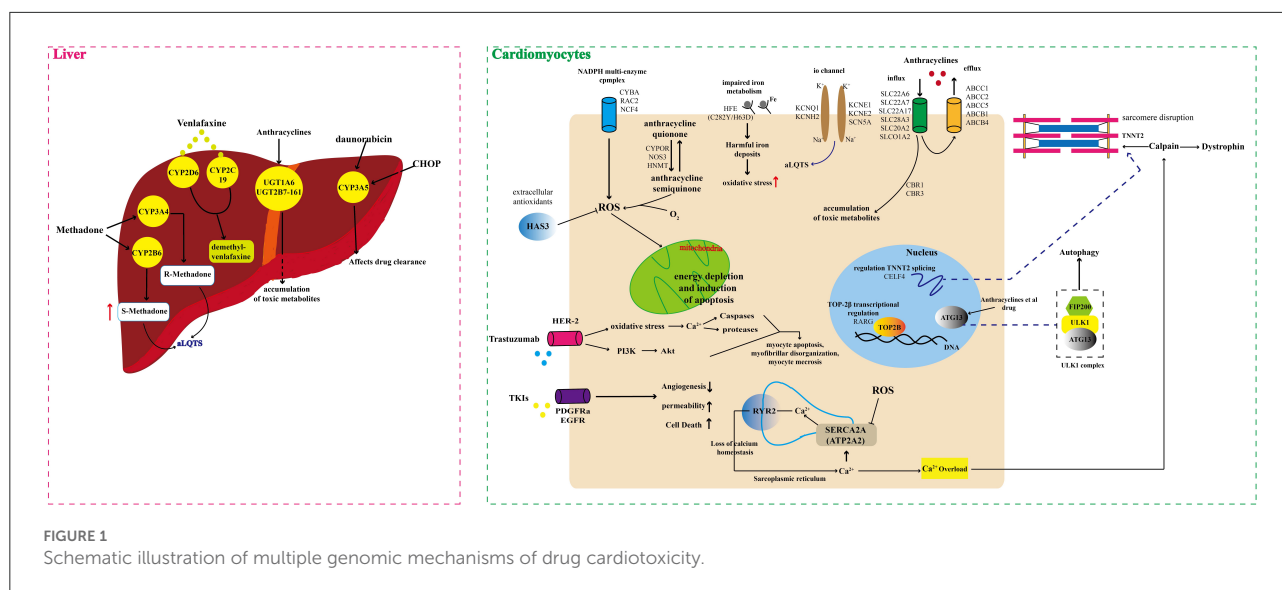 Liver
Venlafaxine
Anthracyclines
daunorubicin
CHOP
CYP2D6
CYP2C
19
UGT1A6
UGT2B7-161
CYP3A5
Methadone
CYP3A4
CYP2B6
demethyl-
venlafaxine
R-Methadone
S-Methadone
aLQTS
accumulation
of toxic metabolites
Affects drug clearance
Cardiomyocytes
NADPH multi-enzyme
cpmplex
CYBA
RAC2
NCF4
anthracycline
quionone
CYPOR
NOS3
HNMT
anthracycline
semiquinone
impaired iron
metabolism
Fe
HFE
(C282Y/H63D)
Harmful iron
deposits
oxidative stress
io channel
K⁺
K⁺
KCNQ1
KCNH2
KCNE1
KCNE2
SCN5A
Na⁺
Na⁺
aLQTS
Anthracyclines
influx
efflux
SLC22A6
SLC22A7
SLC22A17
SLC28A3
SLC20A2
SLCO1A2
ABCC1
ABCC2
ABCC5
ABCB1
ABCB4
CBR1
CBR3
accumulation
of toxic metabolites
sarcomere disruption
TNNT2
Calpain
Dystrophin
extracellular
antioxidants
HAS3
ROS
O₂
mitochondria
energy depletion
and induction
of apoptosis
Nucleus
regulation TNNT2 splicing
CELF4
TOP-2β transcriptional
regulation
RARG
TOP2B
DNA
ATG13
Anthracyclines et al
drug
Autophagy
FIP200
ULK1
ATG13
ULK1 complex
HER-2
Trastuzumab
oxidative stress
Ca²⁺
Caspases
proteases
PI3K
Akt
myocyte apoptosis,
myofibrillar disorganization,
myocyte mecrosis
TKIs
PDGFRa
EGFR
Angiogenesis
permeability
Cell Death
ROS
RYR2
Ca²⁺
SERCA2A
(ATP2A2)
Loss of calcium
homeostasis
Sarcoplasmic reticulum
Ca²⁺
Ca²⁺ Overload
FIGURE 1
Schematic illustration of multiple genomic mechanisms of drug cardiotoxicity.